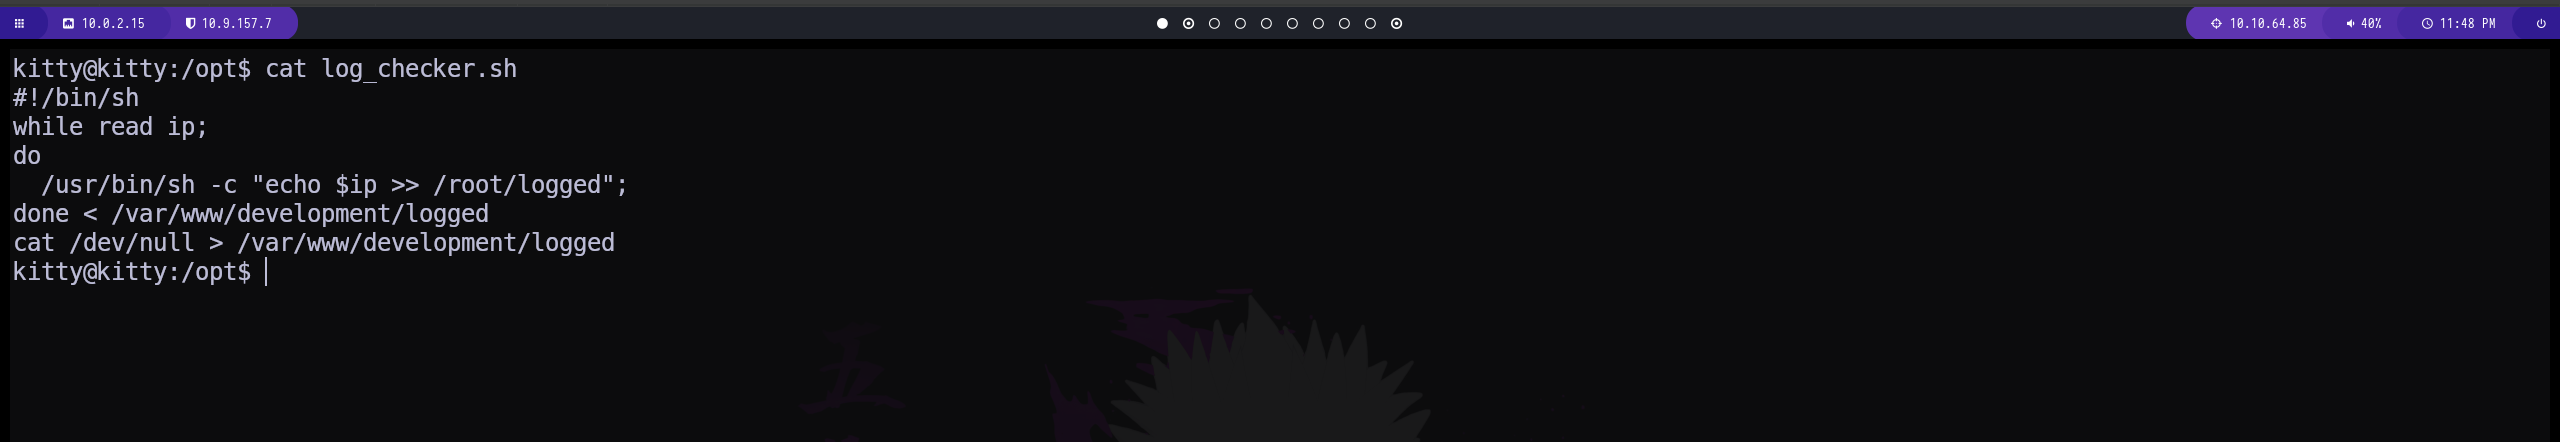 10.0.2.15 10.9.157.7 10.10.64.85 40% 11:48 PM
kitty@kitty:/opt$ cat log_checker.sh
#!/bin/sh
while read ip;
do
  /usr/bin/sh -c "echo $ip >> /root/logged";
done < /var/www/development/logged
cat /dev/null > /var/www/development/logged
kitty@kitty:/opt$
五